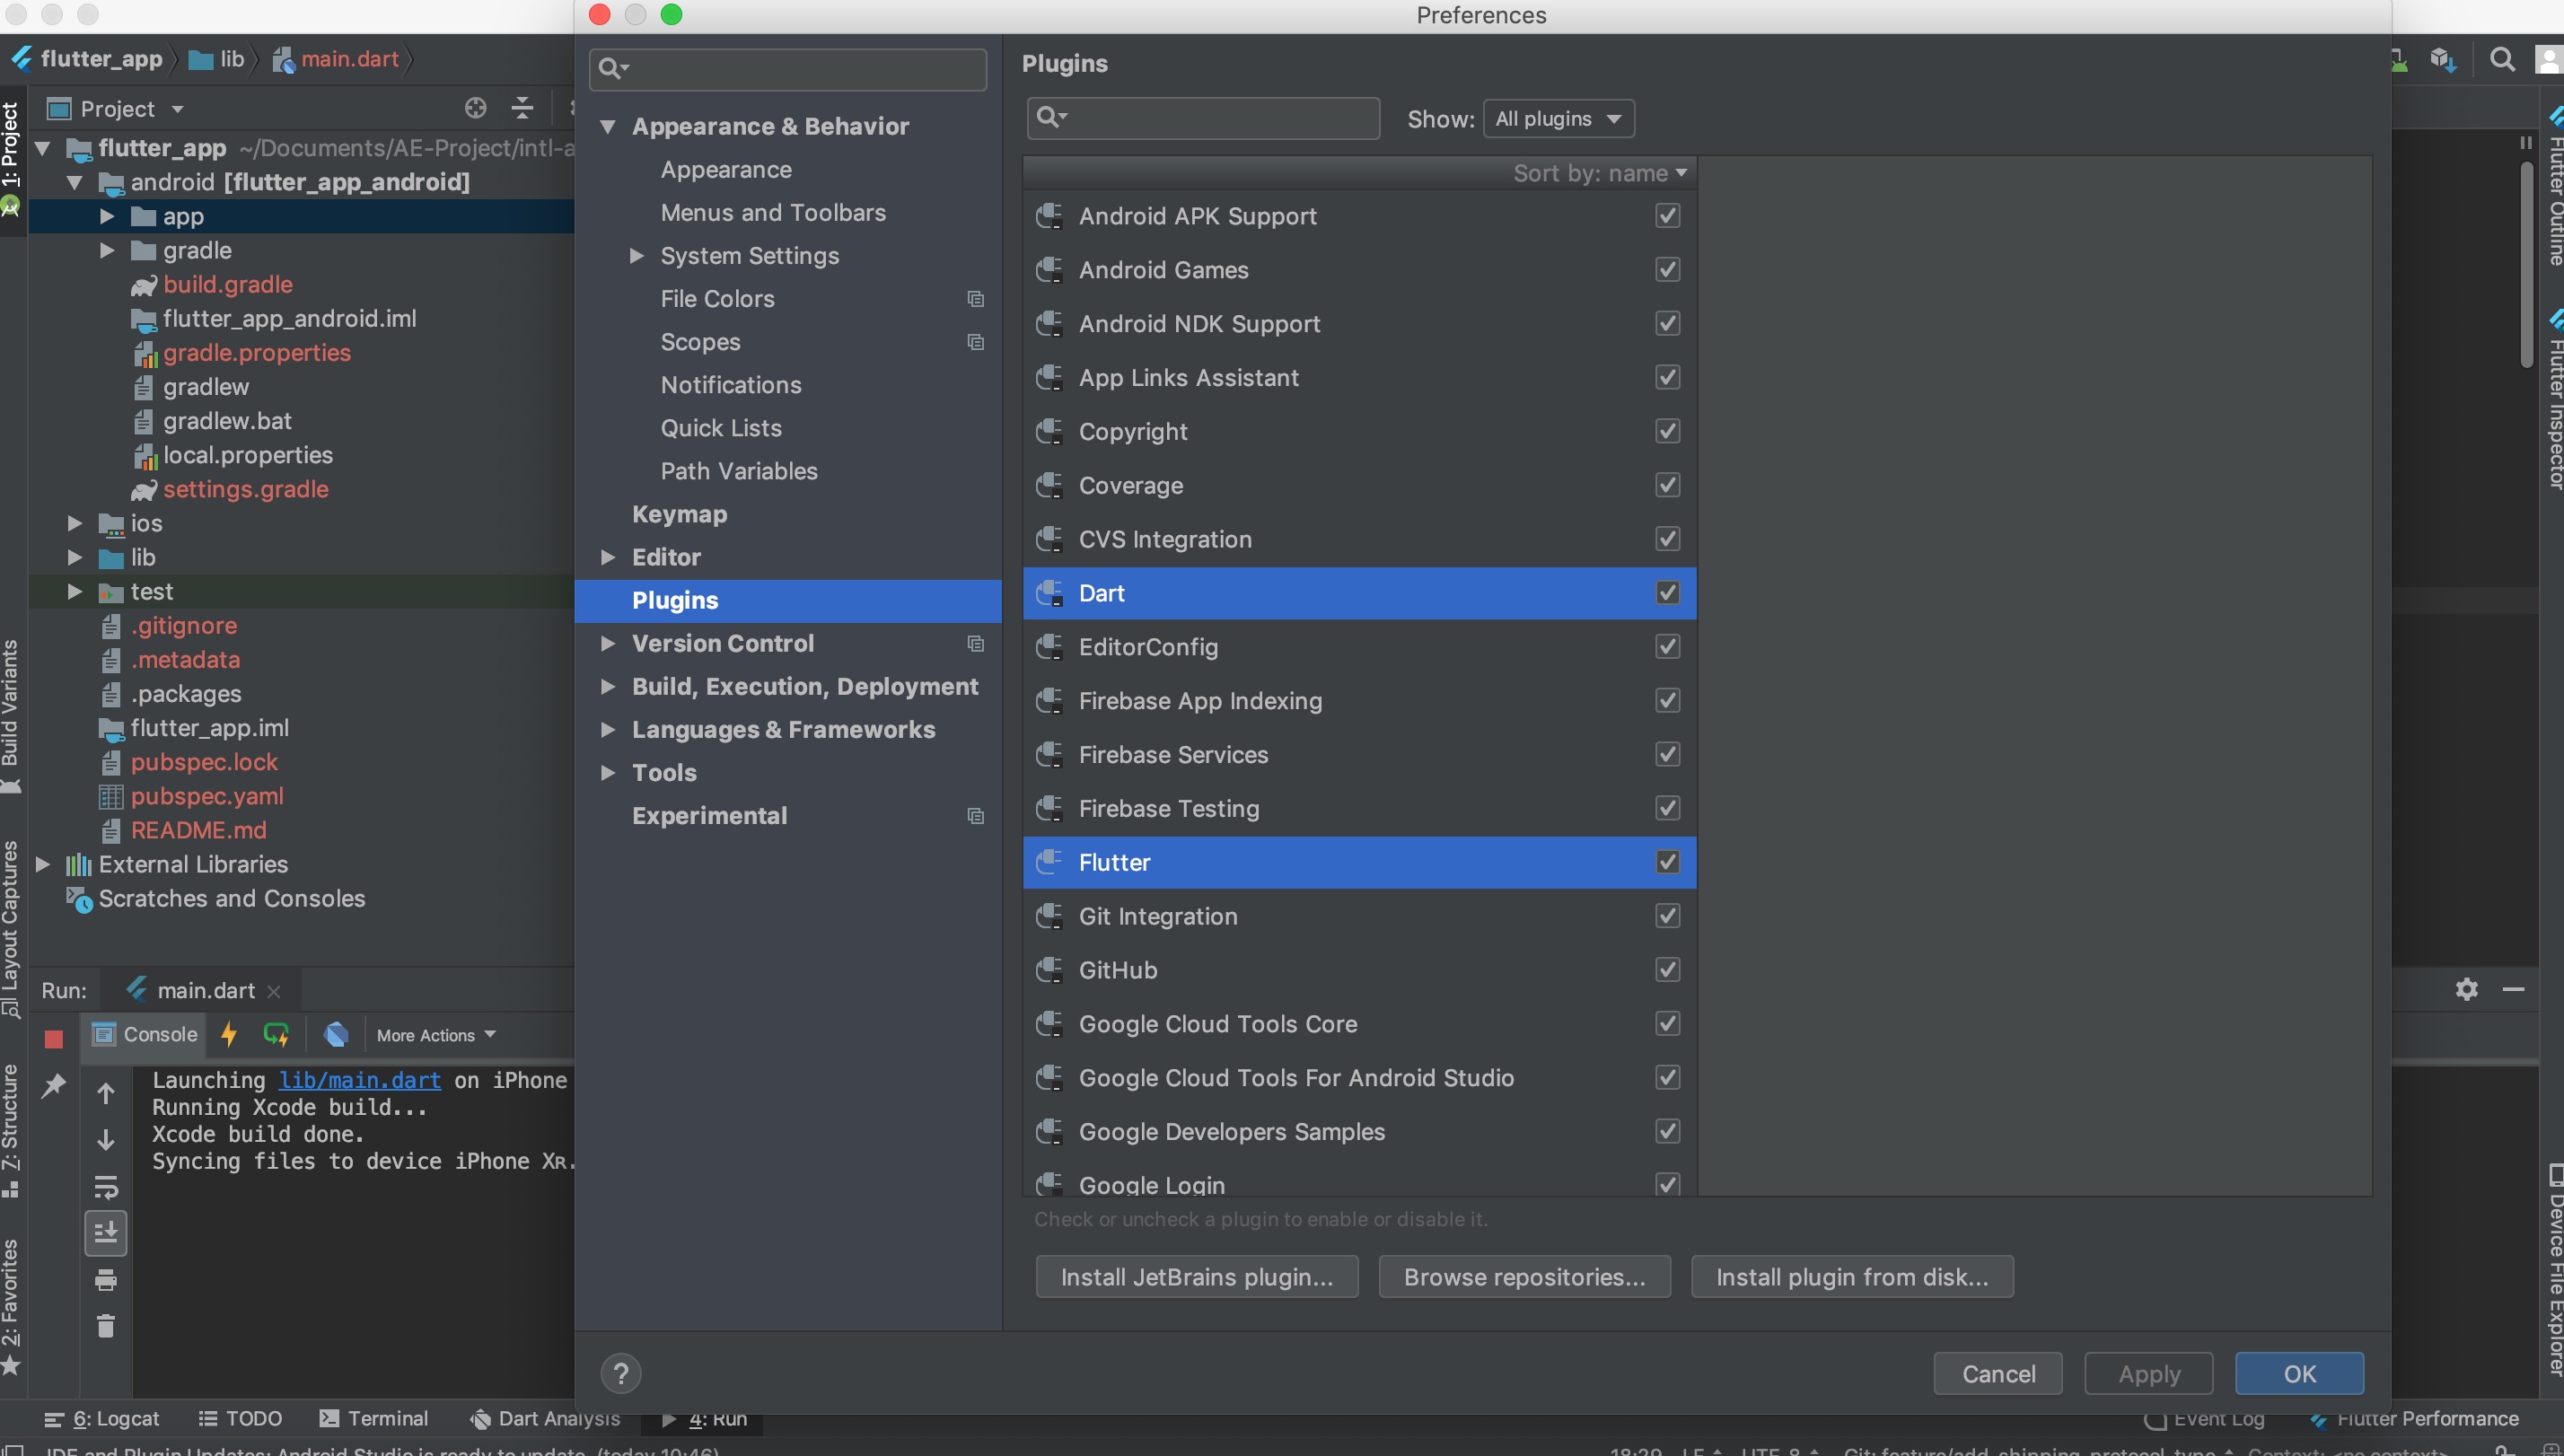 Preferences
flutter_app
lib
main.dart
1: Project
Project
flutter_app ~/Documents/AE-Project/intl-a
android [flutter_app_android]
app
gradle
build.gradle
flutter_app_android.iml
gradle.properties
gradlew
gradlew.bat
local.properties
settings.gradle
ios
lib
test
.gitignore
.metadata
.packages
flutter_app.iml
pubspec.lock
pubspec.yaml
README.md
External Libraries
Scratches and Consoles
Build Variants
Layout Captures
7: Structure
2: Favorites
Run:
main.dart
Console
More Actions
Launching lib/main.dart on iPhone
Running Xcode build...
Xcode build done.
Syncing files to device iPhone Xʀ.
Appearance & Behavior
Appearance
Menus and Toolbars
System Settings
File Colors
Scopes
Notifications
Quick Lists
Path Variables
Keymap
Editor
Plugins
Version Control
Build, Execution, Deployment
Languages & Frameworks
Tools
Experimental
Plugins
Show: All plugins
Sort by: name
Android APK Support
Android Games
Android NDK Support
App Links Assistant
Copyright
Coverage
CVS Integration
Dart
EditorConfig
Firebase App Indexing
Firebase Services
Firebase Testing
Flutter
Git Integration
GitHub
Google Cloud Tools Core
Google Cloud Tools For Android Studio
Google Developers Samples
Google Login
Check or uncheck a plugin to enable or disable it.
Install JetBrains plugin...
Browse repositories...
Install plugin from disk...
?
Cancel
Apply
OK
Flutter Outline
Flutter Inspector
Device File Explorer
6: Logcat
TODO
Terminal
Dart Analysis
4: Run
Event Log
Flutter Performance
IDE and Plugin Updates: Android Studio is ready to update. (today 10:46)
18:29 LF UTF-8 Git: feature/add_shipping_protocol_type Context: <no context>